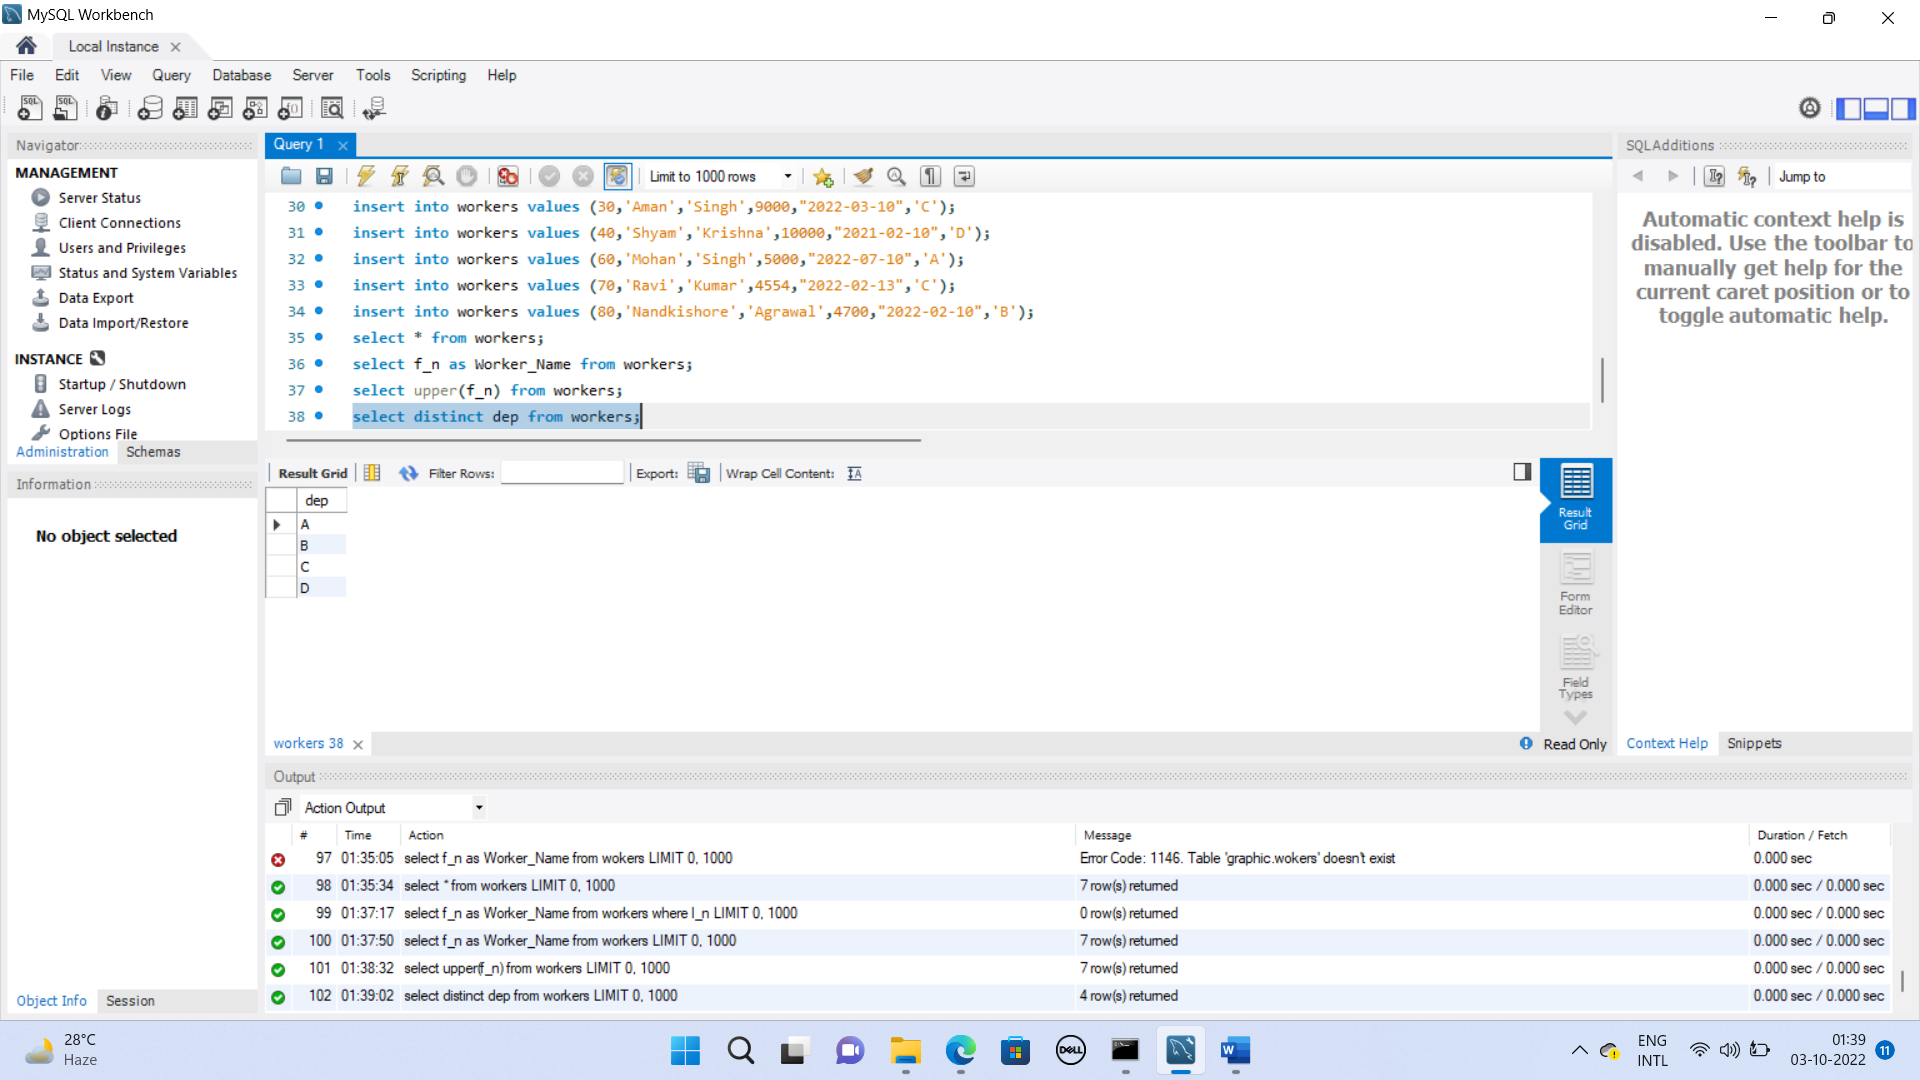 MySQL Workbench
Local Instance
File Edit View Query Database Server Tools Scripting Help
Navigator
MANAGEMENT
Server Status
Client Connections
Users and Privileges
Status and System Variables
Data Export
Data Import/Restore
INSTANCE
Startup / Shutdown
Server Logs
Options File
Administration Schemas
Information
No object selected
Object Info Session
Query 1
Limit to 1000 rows
30 insert into workers values (30,'Aman','Singh',9000,"2022-03-10",'C');
31 insert into workers values (40,'Shyam','Krishna',10000,"2021-02-10",'D');
32 insert into workers values (60,'Mohan','Singh',5000,"2022-07-10",'A');
33 insert into workers values (70,'Ravi','Kumar',4554,"2022-02-13",'C');
34 insert into workers values (80,'Nandkishore','Agrawal',4700,"2022-02-10",'B');
35 select * from workers;
36 select f_n as Worker_Name from workers;
37 select upper(f_n) from workers;
38 select distinct dep from workers;
Result Grid Filter Rows: Export: Wrap Cell Content:
dep
A
B
C
D
Result
Grid
Form
Editor
Field
Types
workers 38
Read Only
SQLAdditions
Jump to
Automatic context help is
disabled. Use the toolbar to
manually get help for the
current caret position or to
toggle automatic help.
Context Help Snippets
Output
Action Output
# Time Action Message Duration / Fetch
97 01:35:05 select f_n as Worker_Name from wokers LIMIT 0, 1000 Error Code: 1146. Table 'graphic.wokers' doesn't exist 0.000 sec
98 01:35:34 select * from workers LIMIT 0, 1000 7 row(s) returned 0.000 sec / 0.000 sec
99 01:37:17 select f_n as Worker_Name from workers where l_n LIMIT 0, 1000 0 row(s) returned 0.000 sec / 0.000 sec
100 01:37:50 select f_n as Worker_Name from workers LIMIT 0, 1000 7 row(s) returned 0.000 sec / 0.000 sec
101 01:38:32 select upper(f_n) from workers LIMIT 0, 1000 7 row(s) returned 0.000 sec / 0.000 sec
102 01:39:02 select distinct dep from workers LIMIT 0, 1000 4 row(s) returned 0.000 sec / 0.000 sec
28°C
Haze
DELL
W
ENG
INTL
01:39
03-10-2022
11